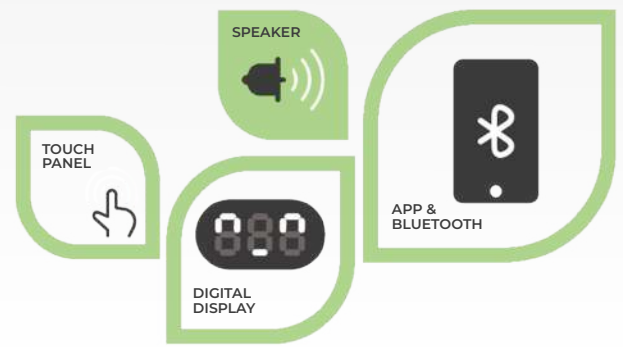 SPEAKER
TOUCH
PANEL
APP &
BLUETOOTH
DIGITAL
DISPLAY